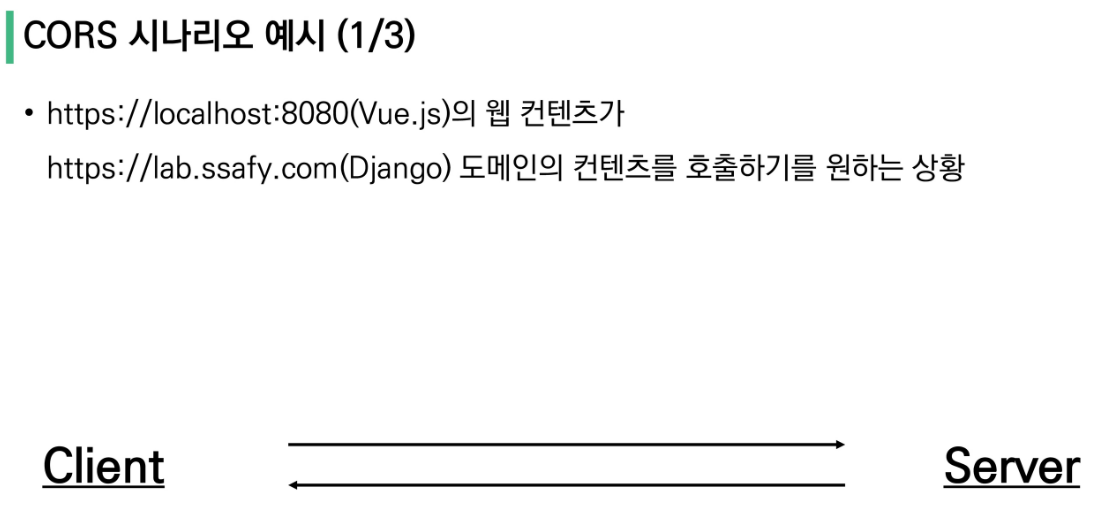 CORS 시나리오 예시 (1/3)
• https://localhost:8080(Vue.js)의 웹 컨텐츠가
https://lab.ssafy.com(Django) 도메인의 컨텐츠를 호출하기를 원하는 상황
Client
Server